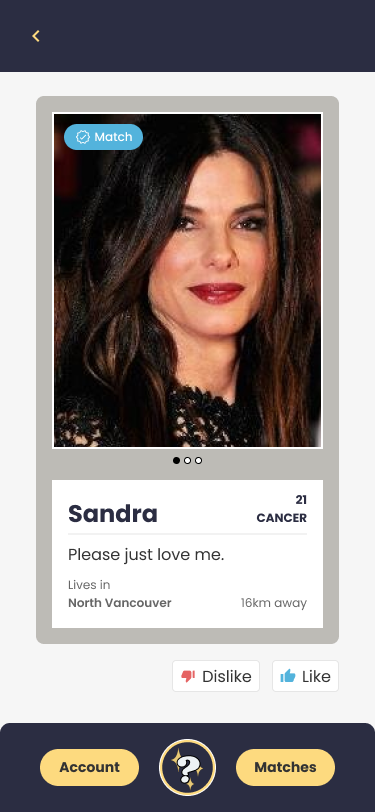 Match
21
Sandra
CANCER
Please just love me.
Lives in
North Vancouver 16km away
Dislike Like
Account ? Matches